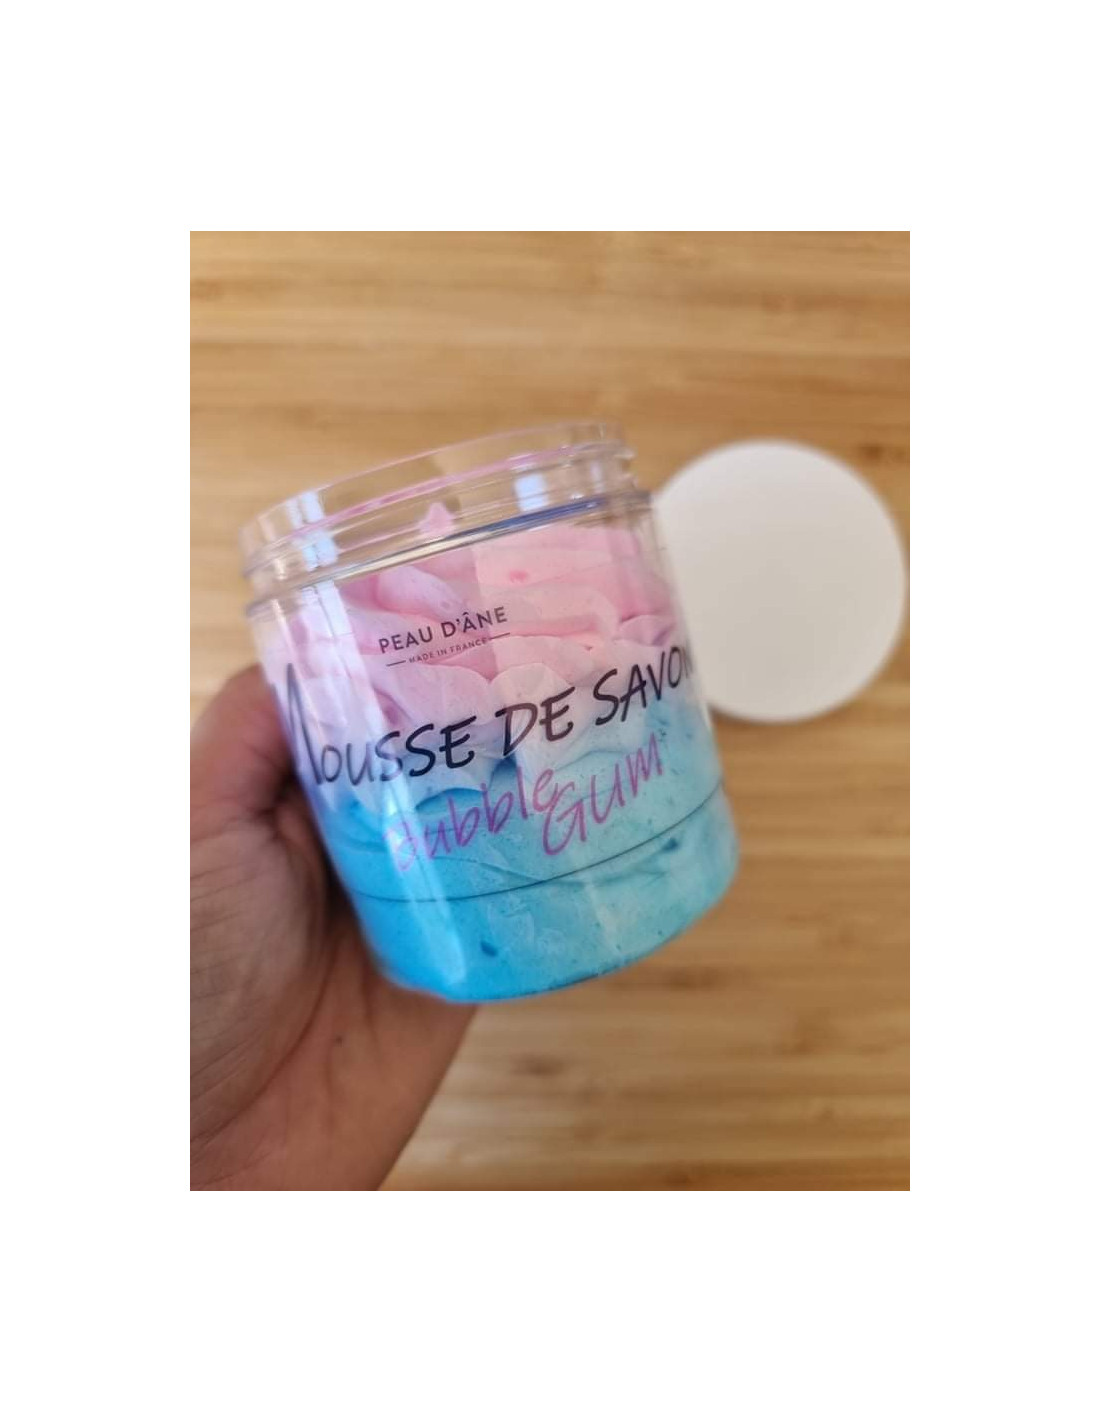 PEAU D'ÂNE
MADE IN FRANCE
MOUSSE DE SAVON
bubble
GUM